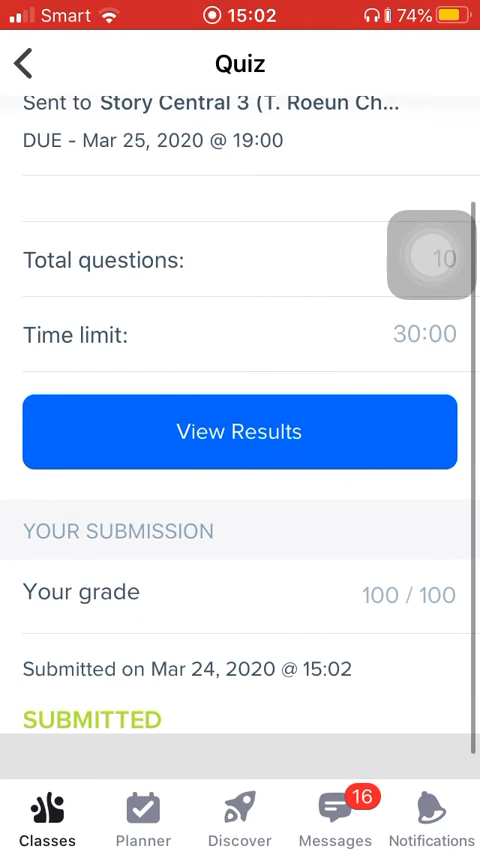 Smart 15:02 74%
Quiz
Sent to Story Central 3 (T. Roeun Ch...
DUE - Mar 25, 2020 @ 19:00
Total questions: 10
Time limit: 30:00
View Results
YOUR SUBMISSION
Your grade 100 / 100
Submitted on Mar 24, 2020 @ 15:02
SUBMITTED
16
Classes Planner Discover Messages Notifications